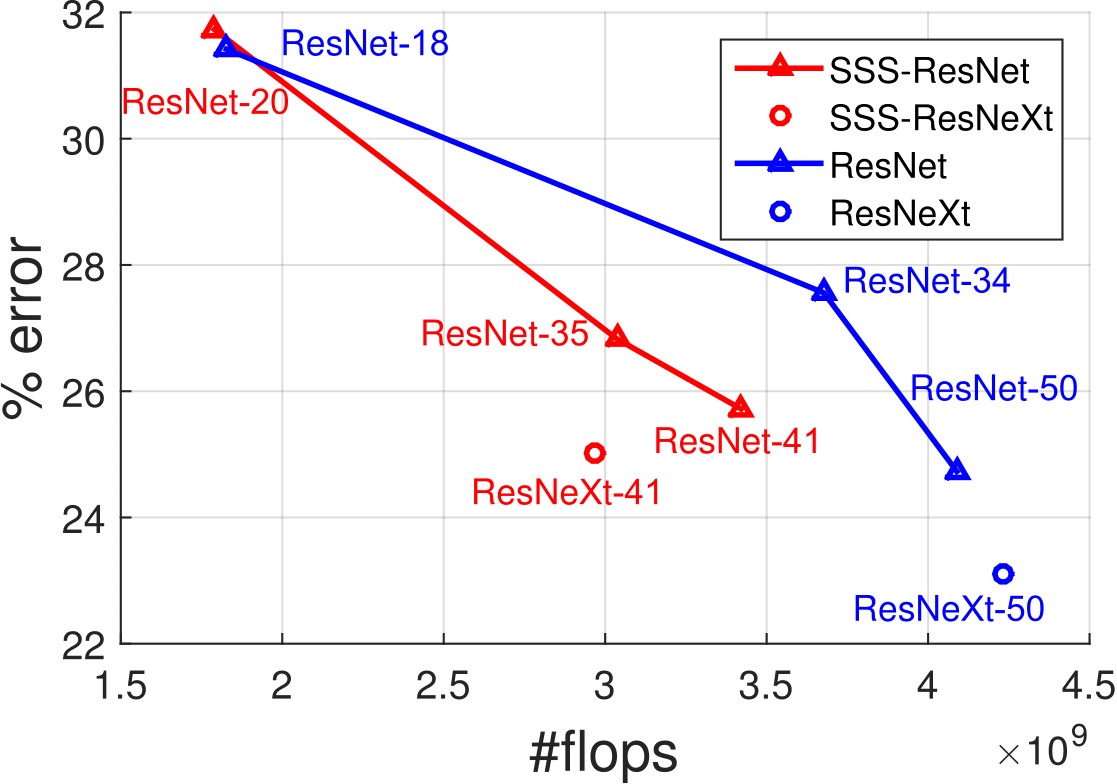 32
30
28
26
24
22
% error
1.5
2
2.5
3
3.5
4
4.5
#flops
×10⁹
SSS-ResNet
SSS-ResNeXt
ResNet
ResNeXt
ResNet-18
ResNet-20
ResNet-34
ResNet-35
ResNet-50
ResNet-41
ResNeXt-41
ResNeXt-50